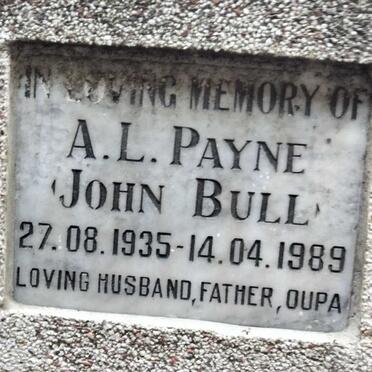 IN LOVING MEMORY OF
A.L. PAYNE
'JOHN BULL'
27.08.1935-14.04.1989
LOVING HUSBAND, FATHER, OUPA